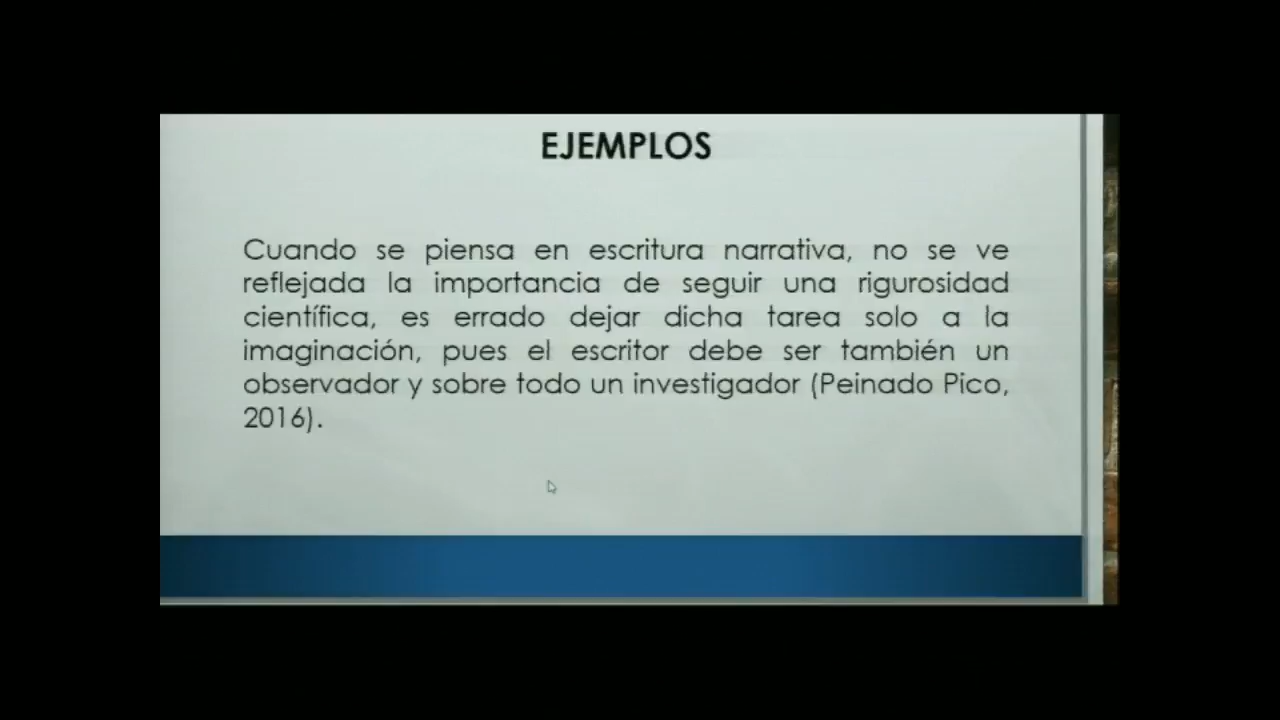 EJEMPLOS
Cuando se piensa en escritura narrativa, no se ve
reflejada la importancia de seguir una rigurosidad
científica, es errado dejar dicha tarea solo a la
imaginación, pues el escritor debe ser también un
observador y sobre todo un investigador (Peinado Pico,
2016).